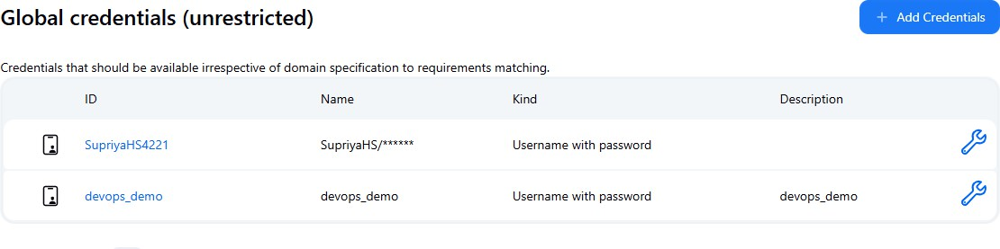 Global credentials (unrestricted)
+ Add Credentials
Credentials that should be available irrespective of domain specification to requirements matching.
ID Name Kind Description
SupriyaHS4221 SupriyaHS/****** Username with password
devops_demo devops_demo Username with password devops_demo